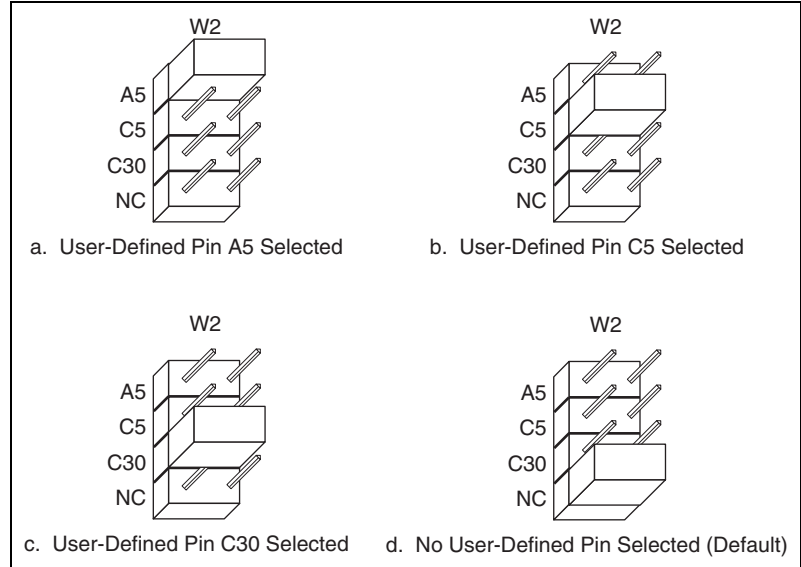 W2
A5
C5
C30
NC
a. User-Defined Pin A5 Selected
W2
A5
C5
C30
NC
b. User-Defined Pin C5 Selected
W2
A5
C5
C30
NC
c. User-Defined Pin C30 Selected
W2
A5
C5
C30
NC
d. No User-Defined Pin Selected (Default)